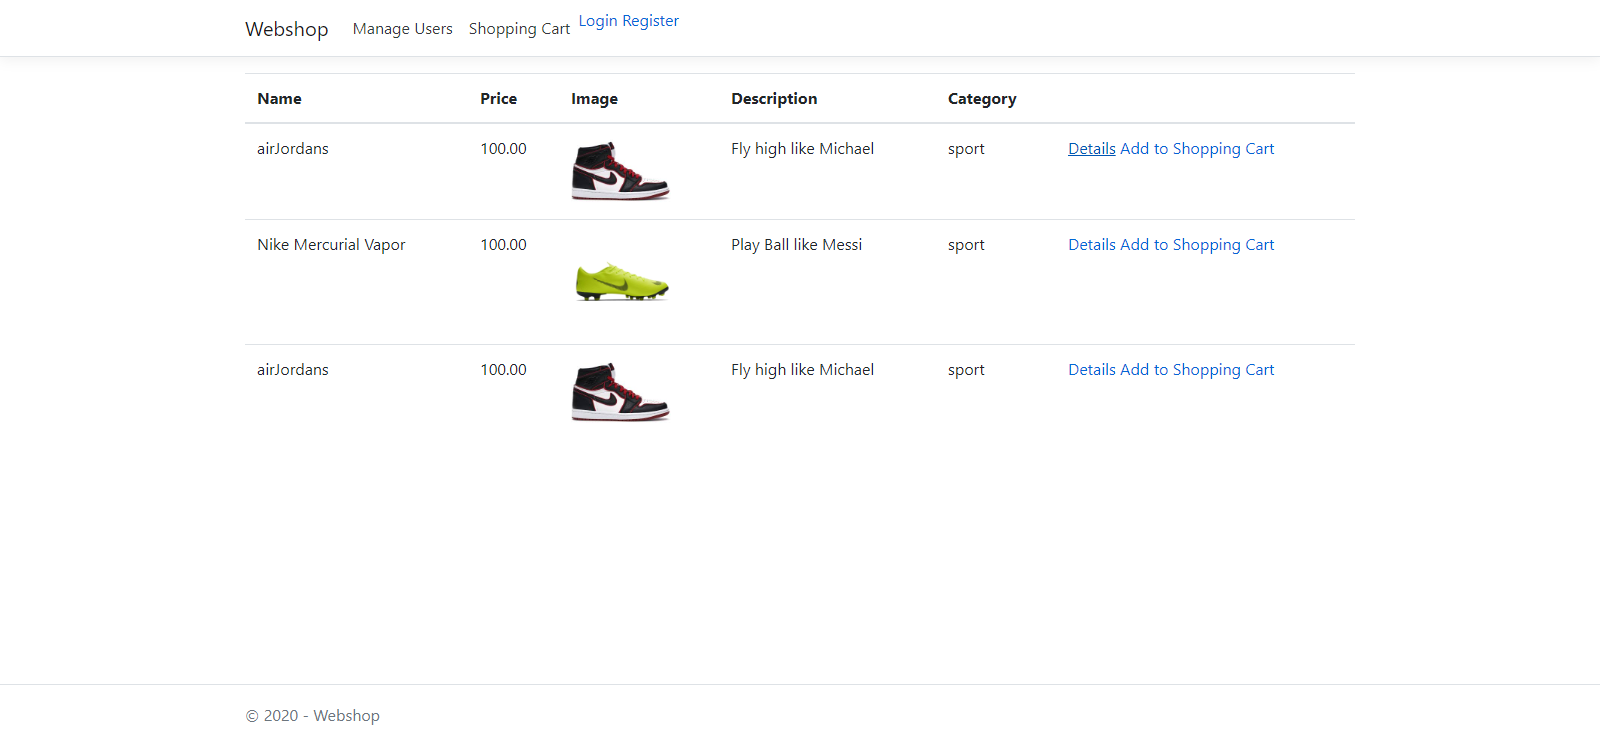 Webshop Manage Users Shopping Cart Login Register
Name Price Image Description Category
airJordans 100.00 Fly high like Michael sport Details Add to Shopping Cart
Nike Mercurial Vapor 100.00 Play Ball like Messi sport Details Add to Shopping Cart
airJordans 100.00 Fly high like Michael sport Details Add to Shopping Cart
© 2020 - Webshop